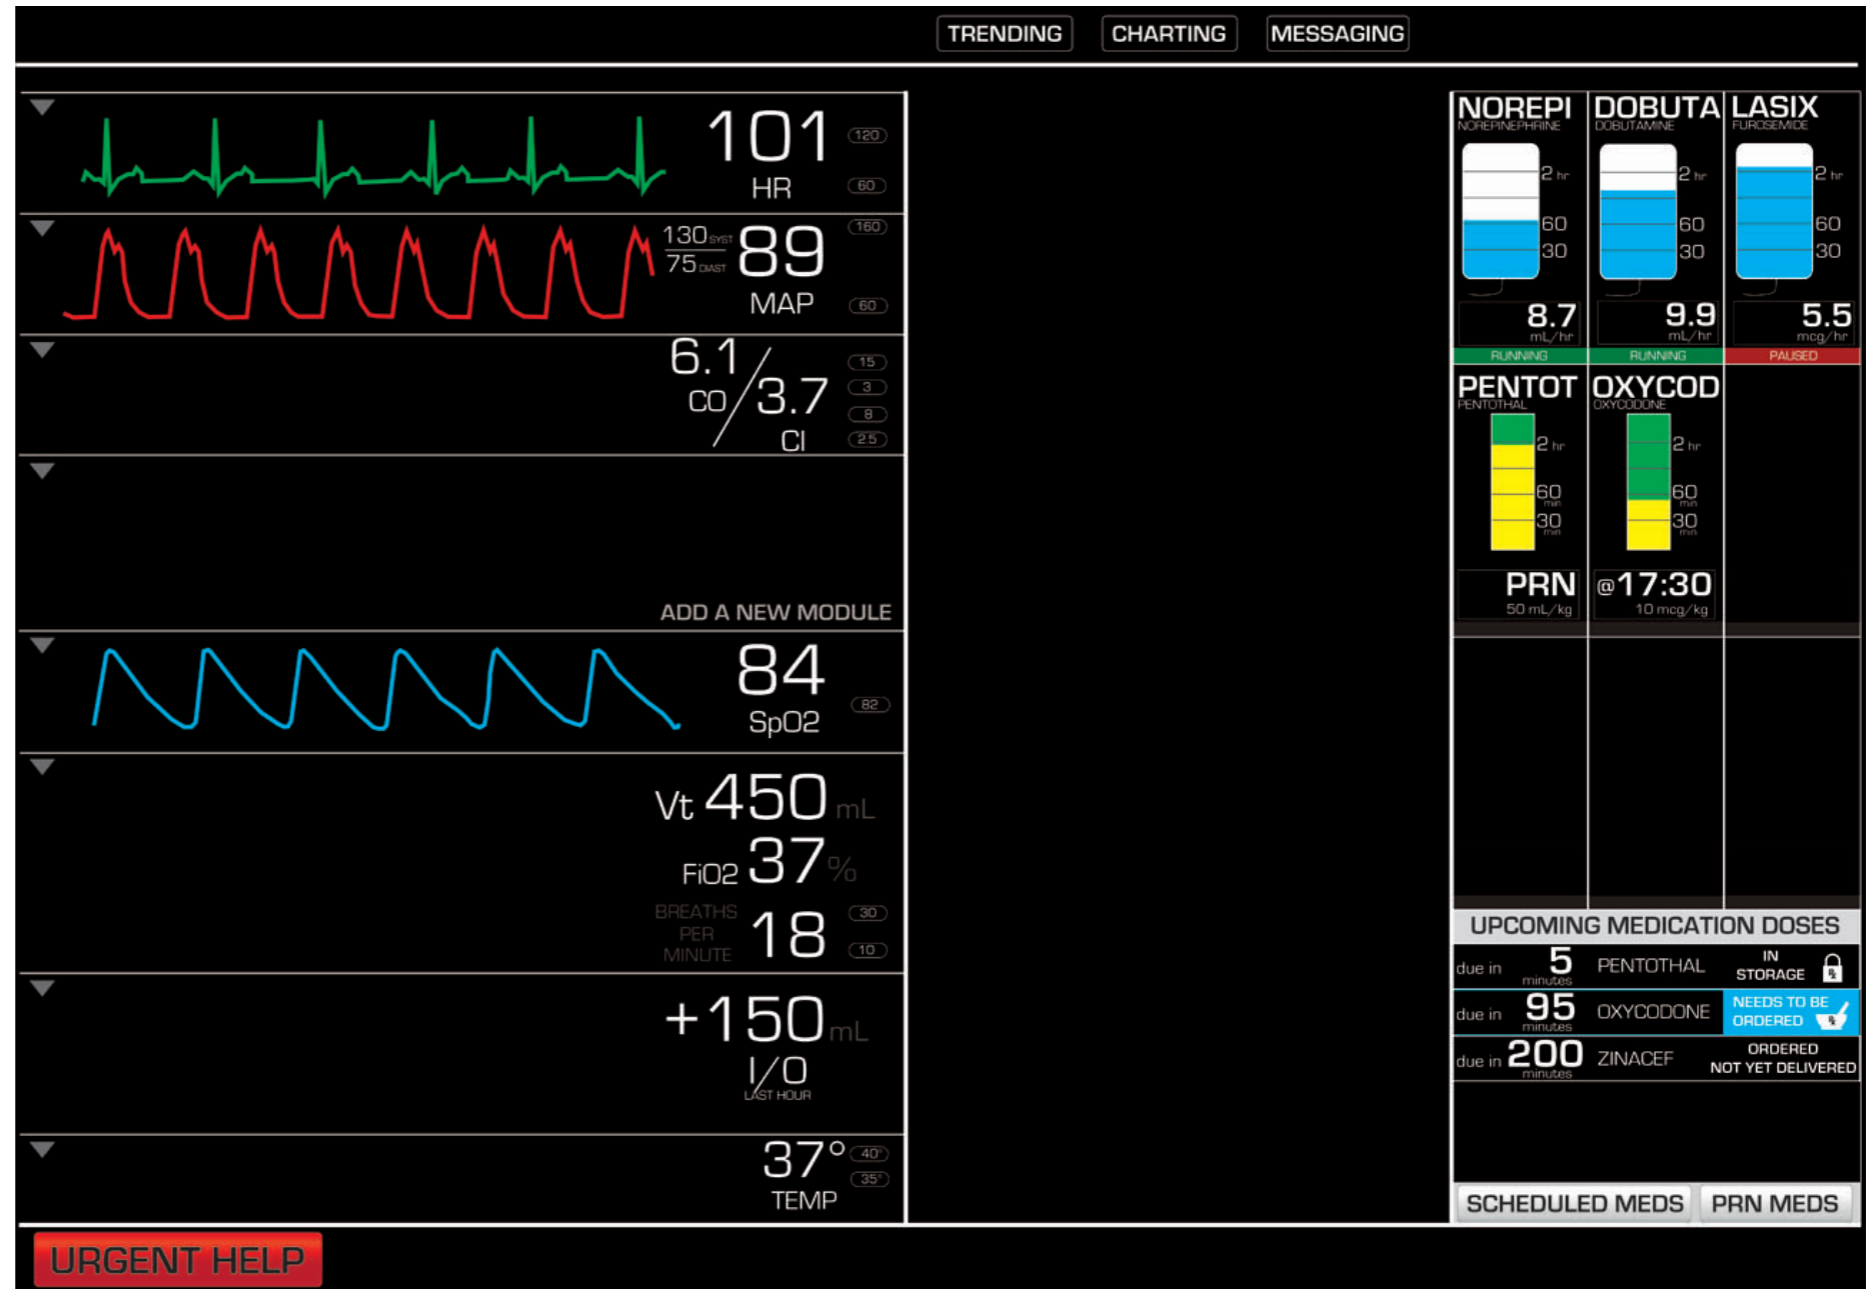 TRENDING CHARTING MESSAGING
101
HR
120
60
130 SYST
75 DIAST
89
MAP
160
60
6.1
CO
3.7
CI
15
3
8
2.5
ADD A NEW MODULE
84
SpO2
82
Vt 450 mL
FiO2 37 %
BREATHS
PER
MINUTE
18
30
10
+150 mL
I/O
LAST HOUR
37°
TEMP
40°
35°
URGENT HELP
NOREPI
NOREPINEPHRINE
2 hr
60
30
8.7
mL/hr
RUNNING
DOBUTA
DOBUTAMINE
2 hr
60
30
9.9
mL/hr
RUNNING
LASIX
FUROSEMIDE
2 hr
60
30
5.5
mcg/hr
PAUSED
PENTOT
PENTOTHAL
2 hr
60
min
30
min
PRN
50 mL/kg
OXYCOD
OXYCODONE
2 hr
60
min
30
min
@17:30
10 mcg/kg
UPCOMING MEDICATION DOSES
due in 5 minutes PENTOTHAL IN STORAGE
due in 95 minutes OXYCODONE NEEDS TO BE ORDERED
due in 200 minutes ZINACEF ORDERED NOT YET DELIVERED
SCHEDULED MEDS PRN MEDS